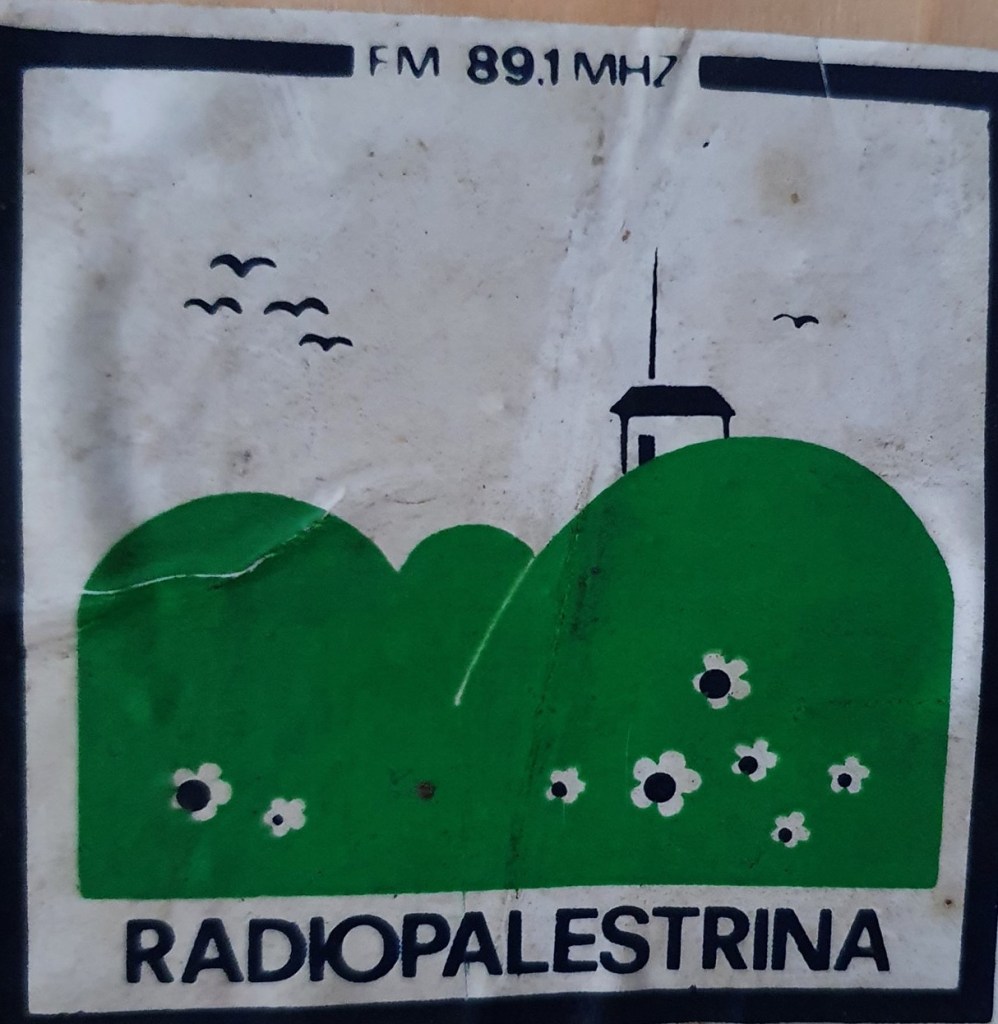 FM 89.1 MHZ
RADIOPALESTRINA